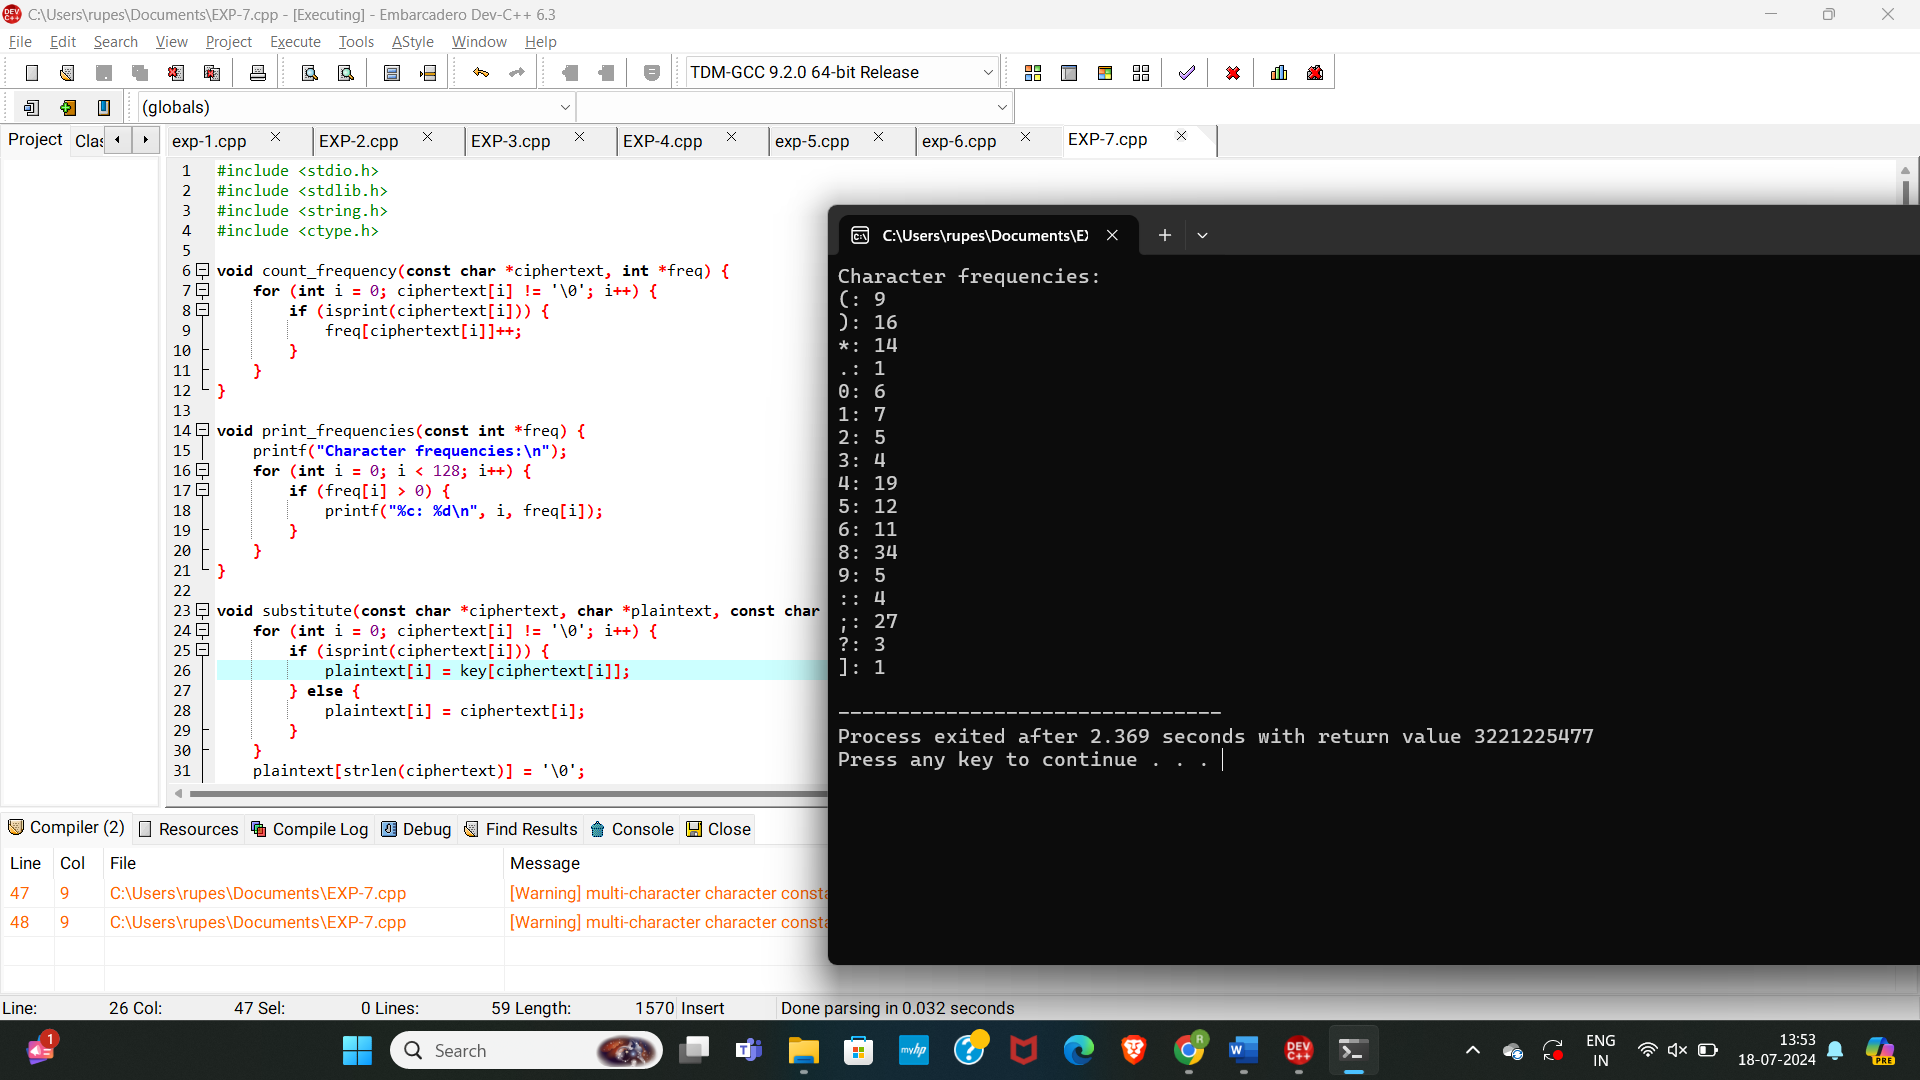 C:\Users\rupes\Documents\EXP-7.cpp - [Executing] - Embarcadero Dev-C++ 6.3
File Edit Search View Project Execute Tools AStyle Window Help
TDM-GCC 9.2.0 64-bit Release
(globals)
Project Clas exp-1.cpp EXP-2.cpp EXP-3.cpp EXP-4.cpp exp-5.cpp exp-6.cpp EXP-7.cpp
1 #include <stdio.h>
2 #include <stdlib.h>
3 #include <string.h>
4 #include <ctype.h>
5
6 void count_frequency(const char *ciphertext, int *freq) {
7 for (int i = 0; ciphertext[i] != '\0'; i++) {
8 if (isprint(ciphertext[i])) {
9 freq[ciphertext[i]]++;
10 }
11 }
12 }
13
14 void print_frequencies(const int *freq) {
15 printf("Character frequencies:\n");
16 for (int i = 0; i < 128; i++) {
17 if (freq[i] > 0) {
18 printf("%c: %d\n", i, freq[i]);
19 }
20 }
21 }
22
23 void substitute(const char *ciphertext, char *plaintext, const char
24 for (int i = 0; ciphertext[i] != '\0'; i++) {
25 if (isprint(ciphertext[i])) {
26 plaintext[i] = key[ciphertext[i]];
27 } else {
28 plaintext[i] = ciphertext[i];
29 }
30 }
31 plaintext[strlen(ciphertext)] = '\0';
C:\Users\rupes\Documents\E
Character frequencies:
(: 9
): 16
*: 14
.: 1
0: 6
1: 7
2: 5
3: 4
4: 19
5: 12
6: 11
8: 34
9: 5
:: 4
;: 27
?: 3
]: 1
--------------------------------
Process exited after 2.369 seconds with return value 3221225477
Press any key to continue . . .
Compiler (2) Resources Compile Log Debug Find Results Console Close
Line Col File Message
47 9 C:\Users\rupes\Documents\EXP-7.cpp [Warning] multi-character character consta
48 9 C:\Users\rupes\Documents\EXP-7.cpp [Warning] multi-character character consta
Line: 26 Col: 47 Sel: 0 Lines: 59 Length: 1570 Insert Done parsing in 0.032 seconds
1 Search myhp DEV C++ R ENG IN 13:53 18-07-2024 PRE